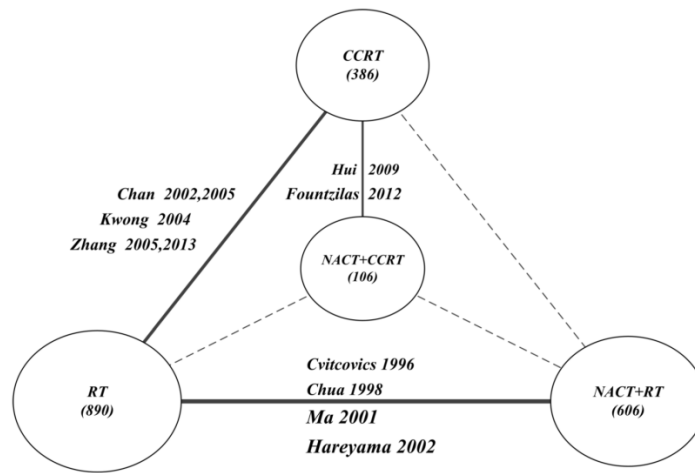 CCRT
(386)
Hui 2009
Fountzilas 2012
Chan 2002,2005
Kwong 2004
Zhang 2005,2013
NACT+CCRT
(106)
Cvitcovics 1996
Chua 1998
Ma 2001
Hareyama 2002
RT
(890)
NACT+RT
(606)